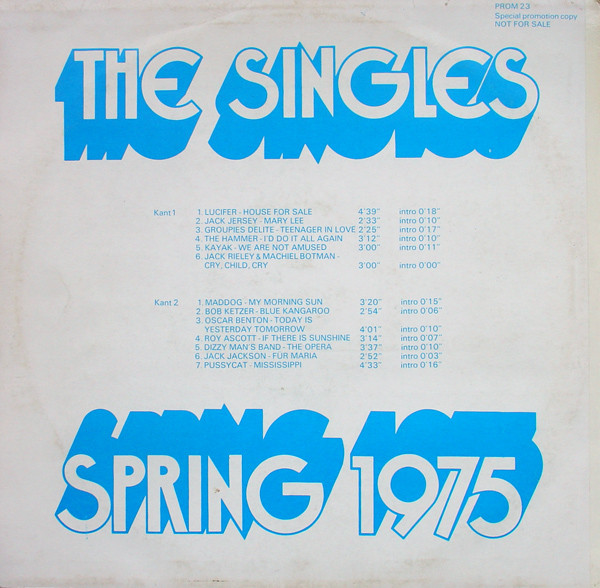 PROM 23
Special promotion copy
NOT FOR SALE
THE SINGLES
Kant 1 1. LUCIFER - HOUSE FOR SALE 4'39" intro 0'18"
2. JACK JERSEY - MARY LEE 2'33" intro 0'10"
3. GROUPIES DELITE - TEENAGER IN LOVE 2'25" intro 0'17"
4. THE HAMMER - I'D DO IT ALL AGAIN 3'12" intro 0'10"
5. KAYAK - WE ARE NOT AMUSED 3'00" intro 0'11"
6. JACK RIELEY & MACHIEL BOTMAN -
CRY, CHILD, CRY 3'00" intro 0'00"
Kant 2 1. MADDOG - MY MORNING SUN 3'20" intro 0'15"
2. BOB KETZER - BLUE KANGAROO 2'54" intro 0'06"
3. OSCAR BENTON - TODAY IS
YESTERDAY TOMORROW 4'01" intro 0'10"
4. ROY ASCOTT - IF THERE IS SUNSHINE 3'14" intro 0'07"
5. DIZZY MAN'S BAND - THE OPERA 3'37" intro 0'10"
6. JACK JACKSON - FÜR MARIA 2'52" intro 0'03"
7. PUSSYCAT - MISSISSIPPI 4'33" intro 0'16"
SPRING 1975